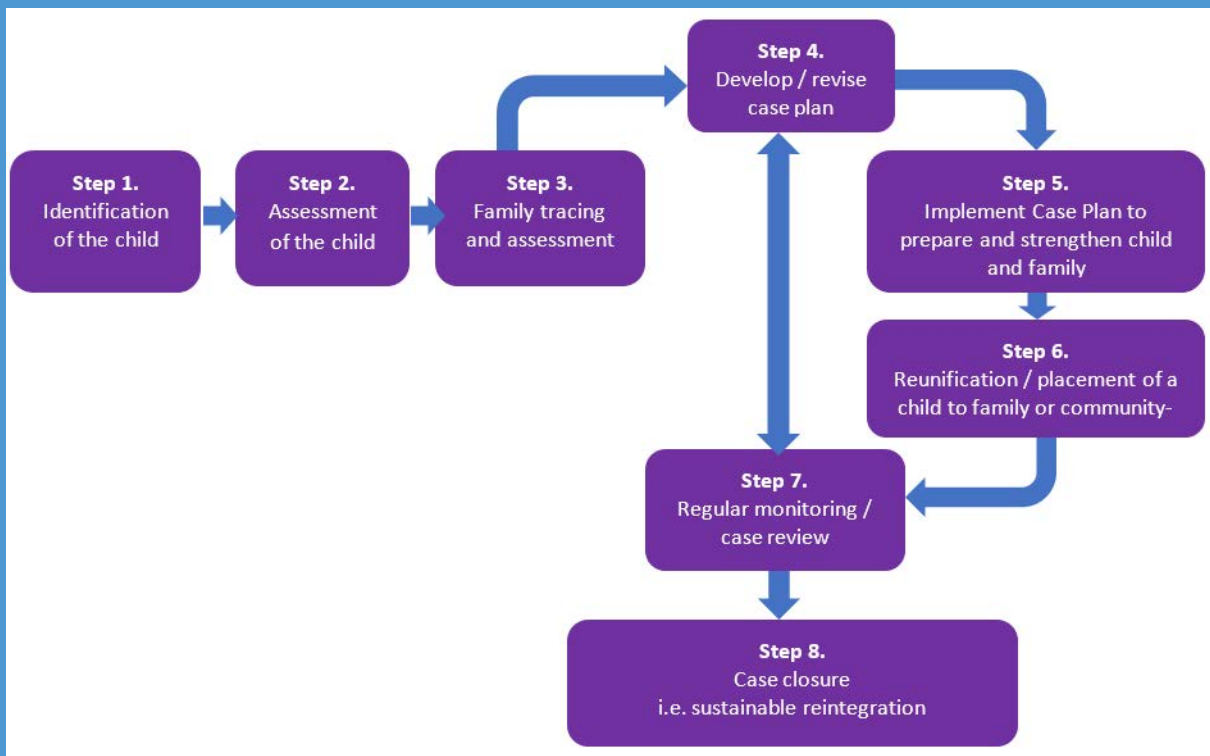 Step 1.
Identification
of the child
Step 2.
Assessment
of the child
Step 3.
Family tracing
and assessment
Step 4.
Develop / revise
case plan
Step 5.
Implement Case Plan to
prepare and strengthen child
and family
Step 6.
Reunification / placement of a
child to family or community-
Step 7.
Regular monitoring /
case review
Step 8.
Case closure
i.e. sustainable reintegration